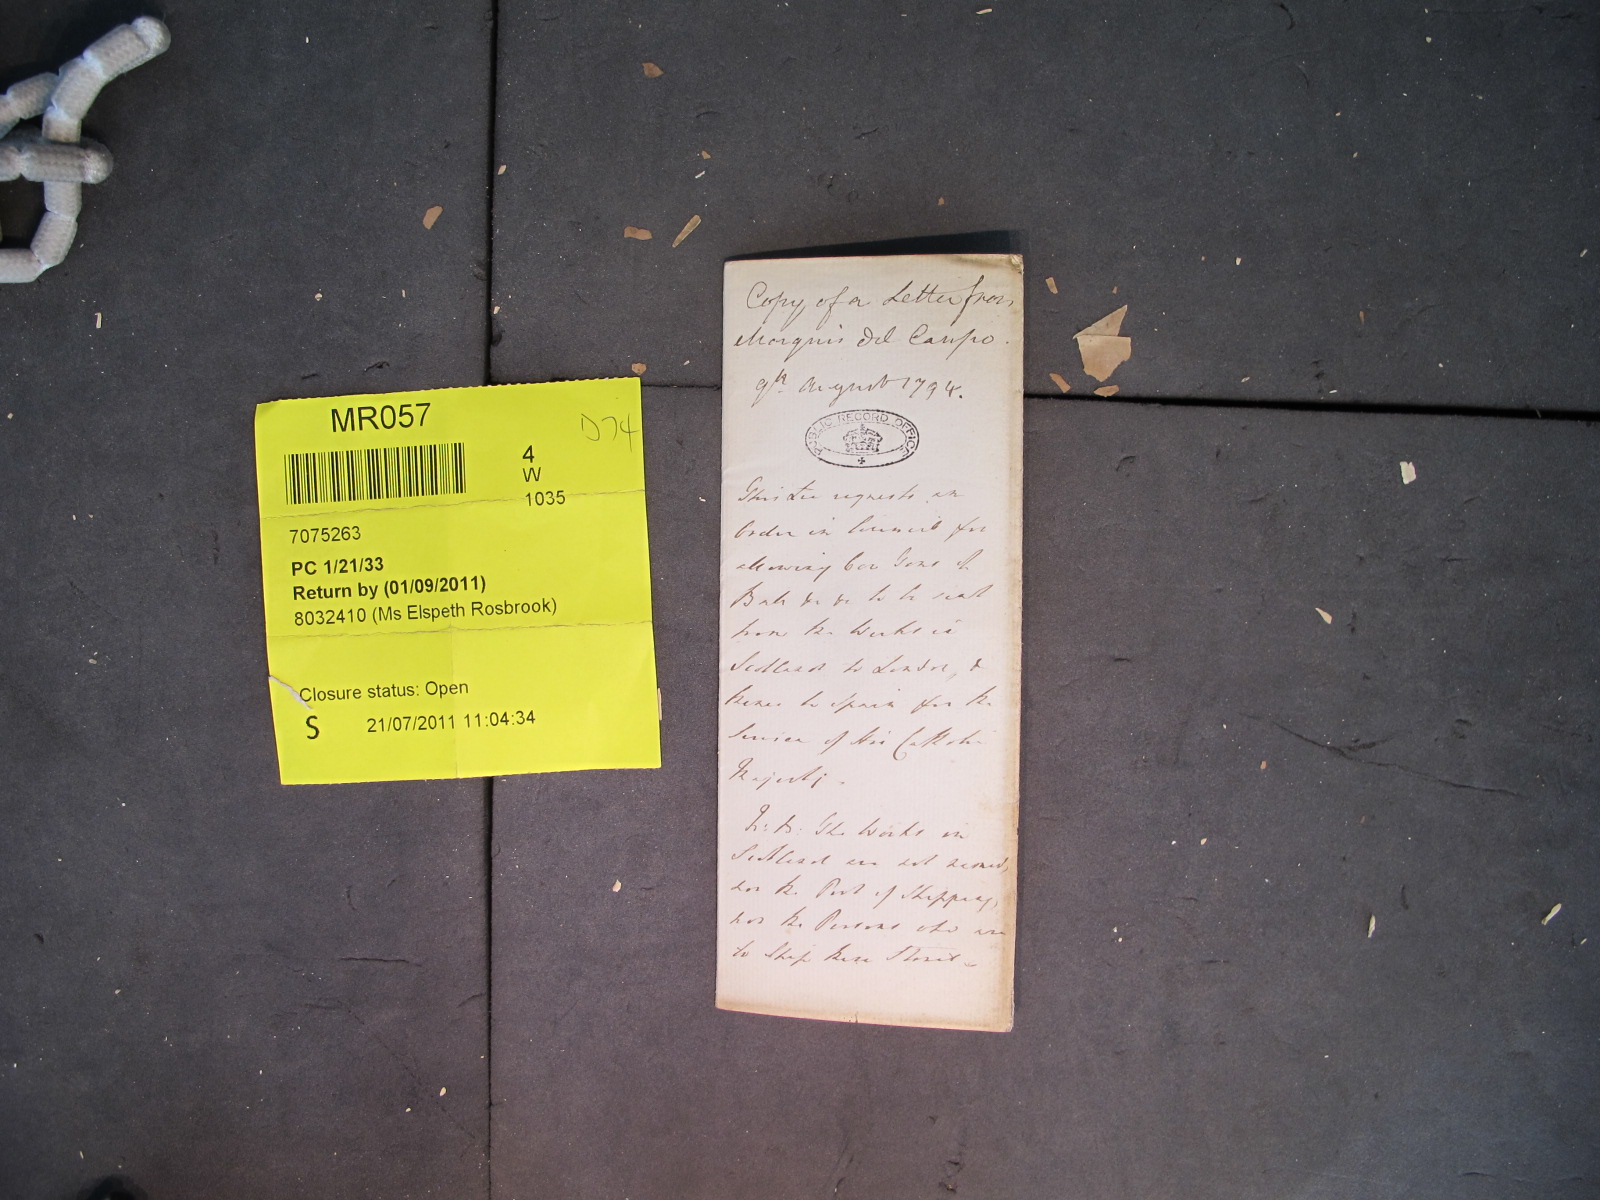 MR057
D74
4
W
1035
7075263
PC 1/21/33
Return by (01/09/2011)
8032410 (Ms Elspeth Rosbrook)
Closure status: Open
S 21/07/2011 11:04:34
Copy of a Letter from
Marquis del Campo.
9th August 1794.
PUBLIC RECORD OFFICE
This requests an
Order in Council for
allowing 600 Tons of
&c &c to be sent
from the Works in
Scotland to London, &
thence to Spain for the
Service of His Catholic
Majesty.
N: B: The Works in
Scotland are not named,
nor the Port of Shipping,
nor the Persons who are
to Ship these Stores.